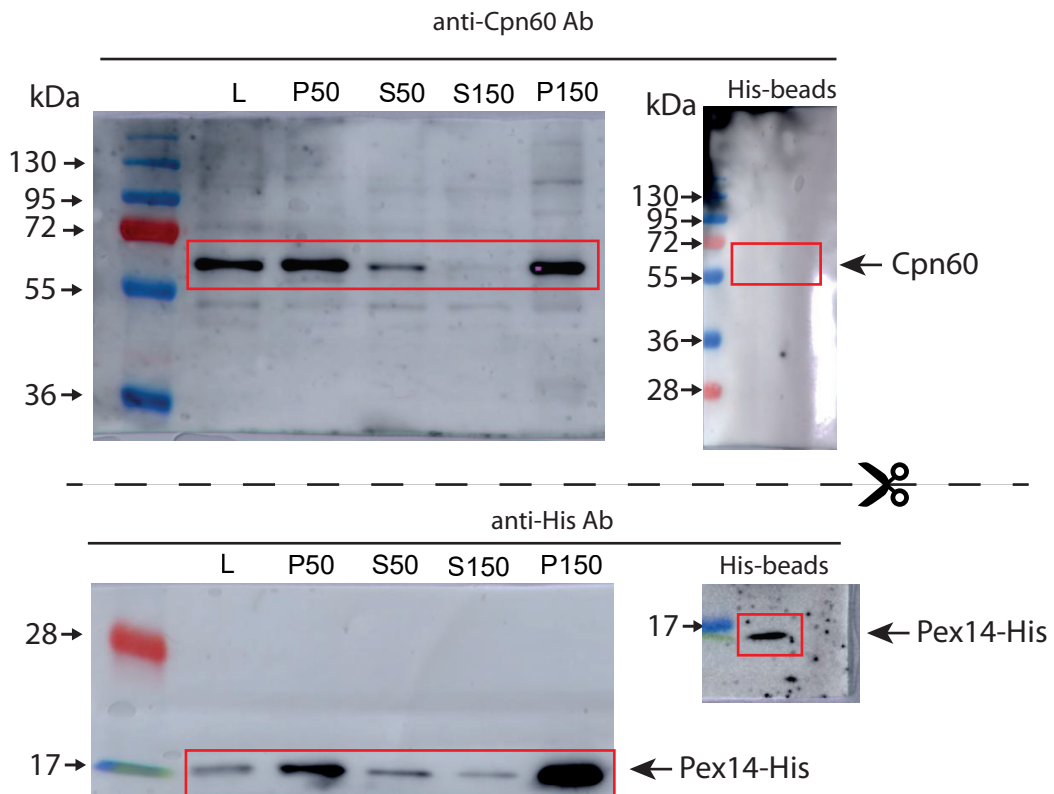 anti-Cpn60 Ab
kDa
L P50 S50 S150 P150
130
95
72
55
36
kDa
His-beads
130
95
72
55
36
28
Cpn60
anti-His Ab
L P50 S50 S150 P150
28
17
Pex14-His
His-beads
17
Pex14-His